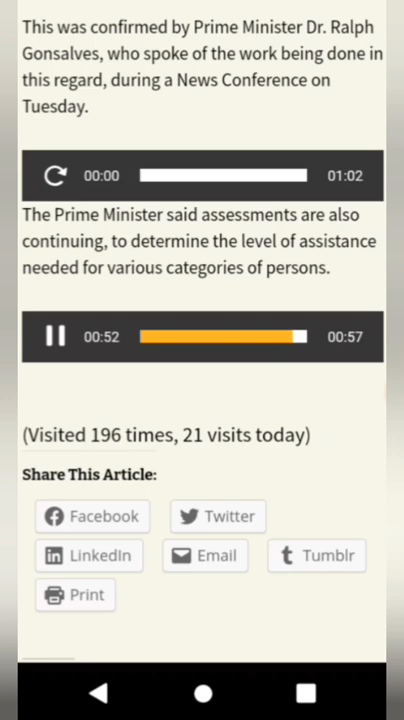 This was confirmed by Prime Minister Dr. Ralph
Gonsalves, who spoke of the work being done in
this regard, during a News Conference on
Tuesday.
00:00 01:02
The Prime Minister said assessments are also
continuing, to determine the level of assistance
needed for various categories of persons.
00:52 00:57
(Visited 196 times, 21 visits today)
Share This Article:
Facebook Twitter
LinkedIn Email Tumblr
Print